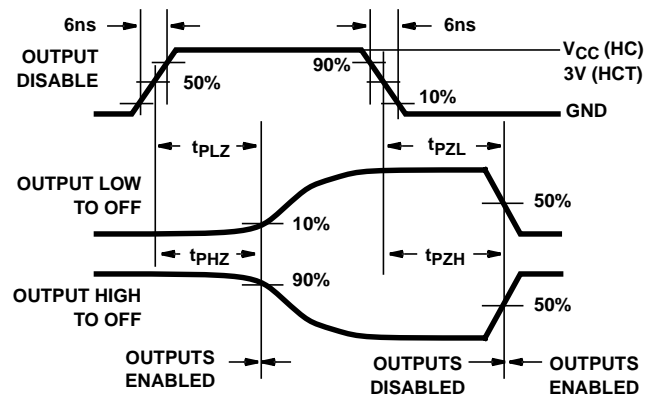 6ns
6ns
OUTPUT
DISABLE
50%
90%
10%
VCC (HC)
3V (HCT)
GND
tPLZ
tPZL
OUTPUT LOW
TO OFF
10%
50%
tPHZ
tPZH
OUTPUT HIGH
TO OFF
90%
50%
OUTPUTS
ENABLED
OUTPUTS
DISABLED
OUTPUTS
ENABLED